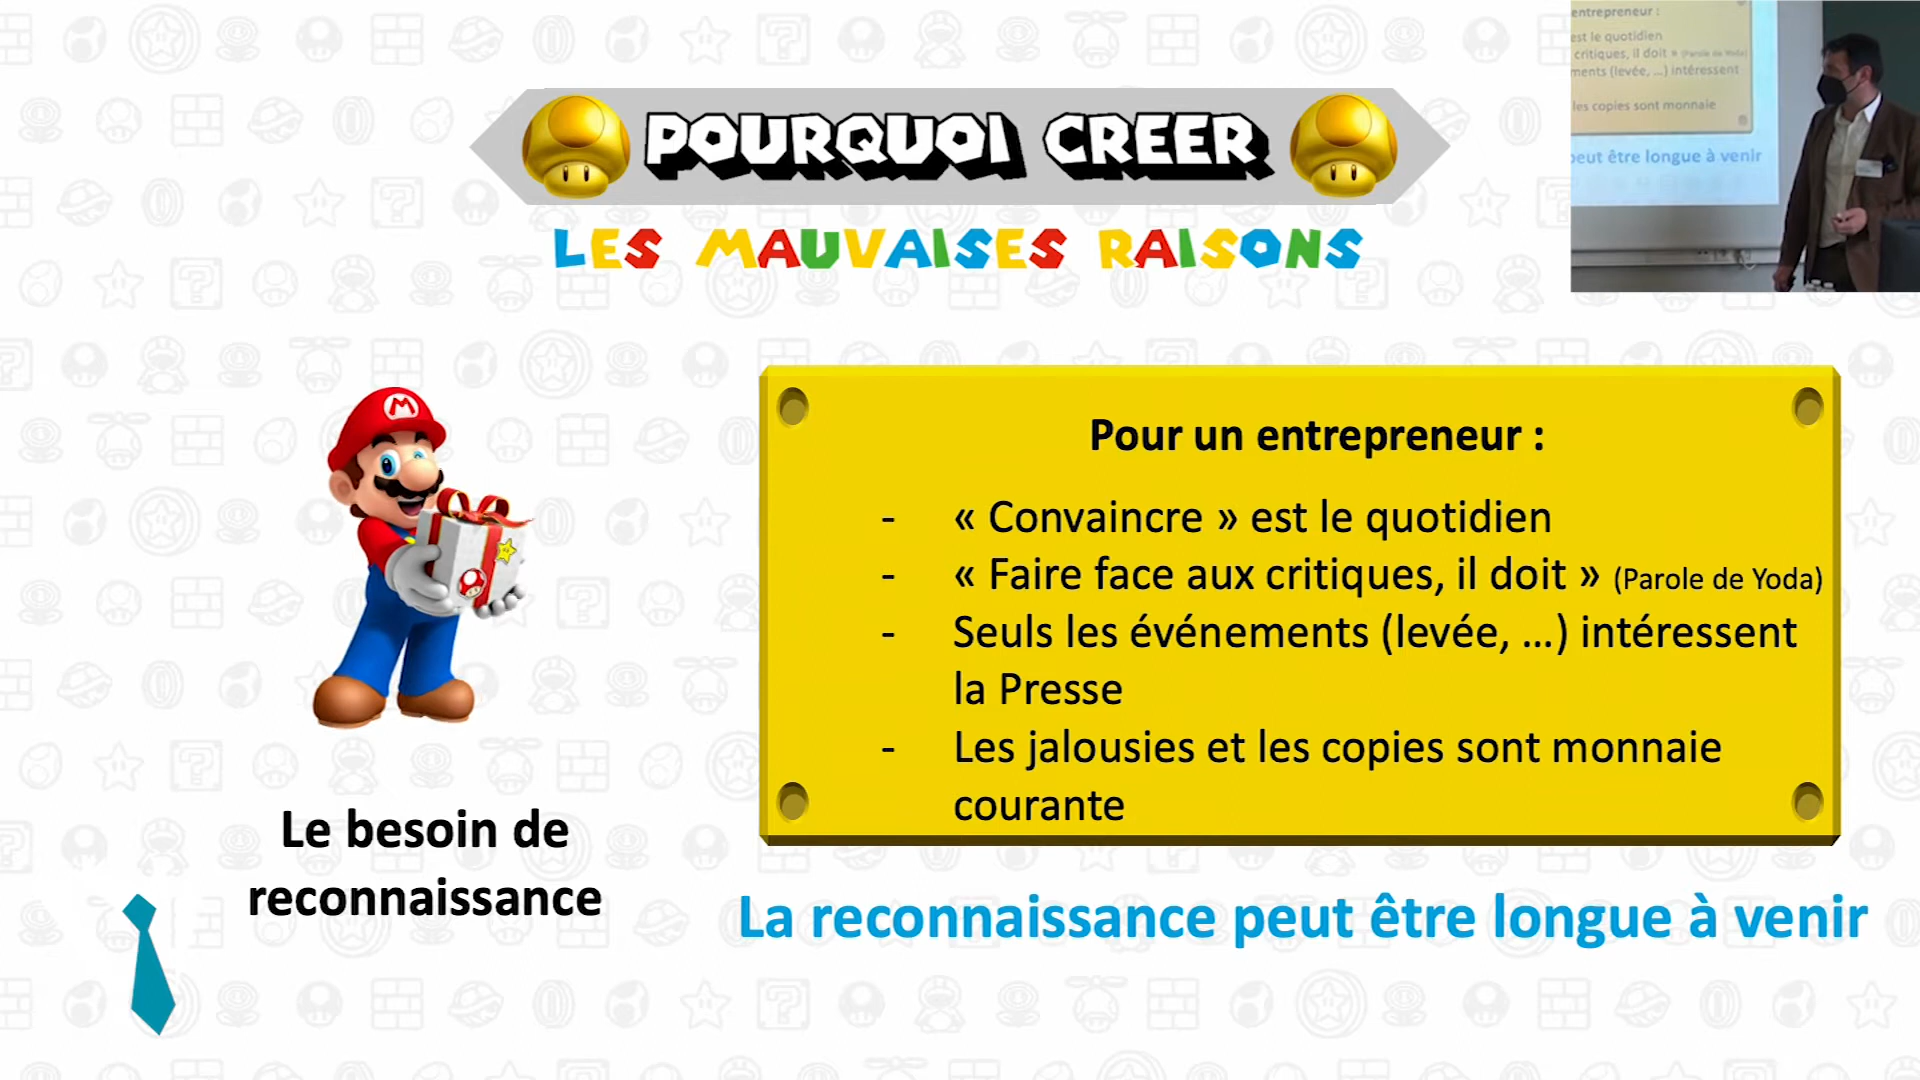 POURQUOI CREER
LES MAUVAISES RAISONS
entrepreneur :
est le quotidien
critiques, il doit » (Parole de Yoda)
ments (levée, ...) intéressent
les copies sont monnaie
peut être longue à venir
M
Pour un entrepreneur :
- « Convaincre » est le quotidien
- « Faire face aux critiques, il doit » (Parole de Yoda)
- Seuls les événements (levée, ...) intéressent
la Presse
- Les jalousies et les copies sont monnaie
courante
Le besoin de
reconnaissance
La reconnaissance peut être longue à venir